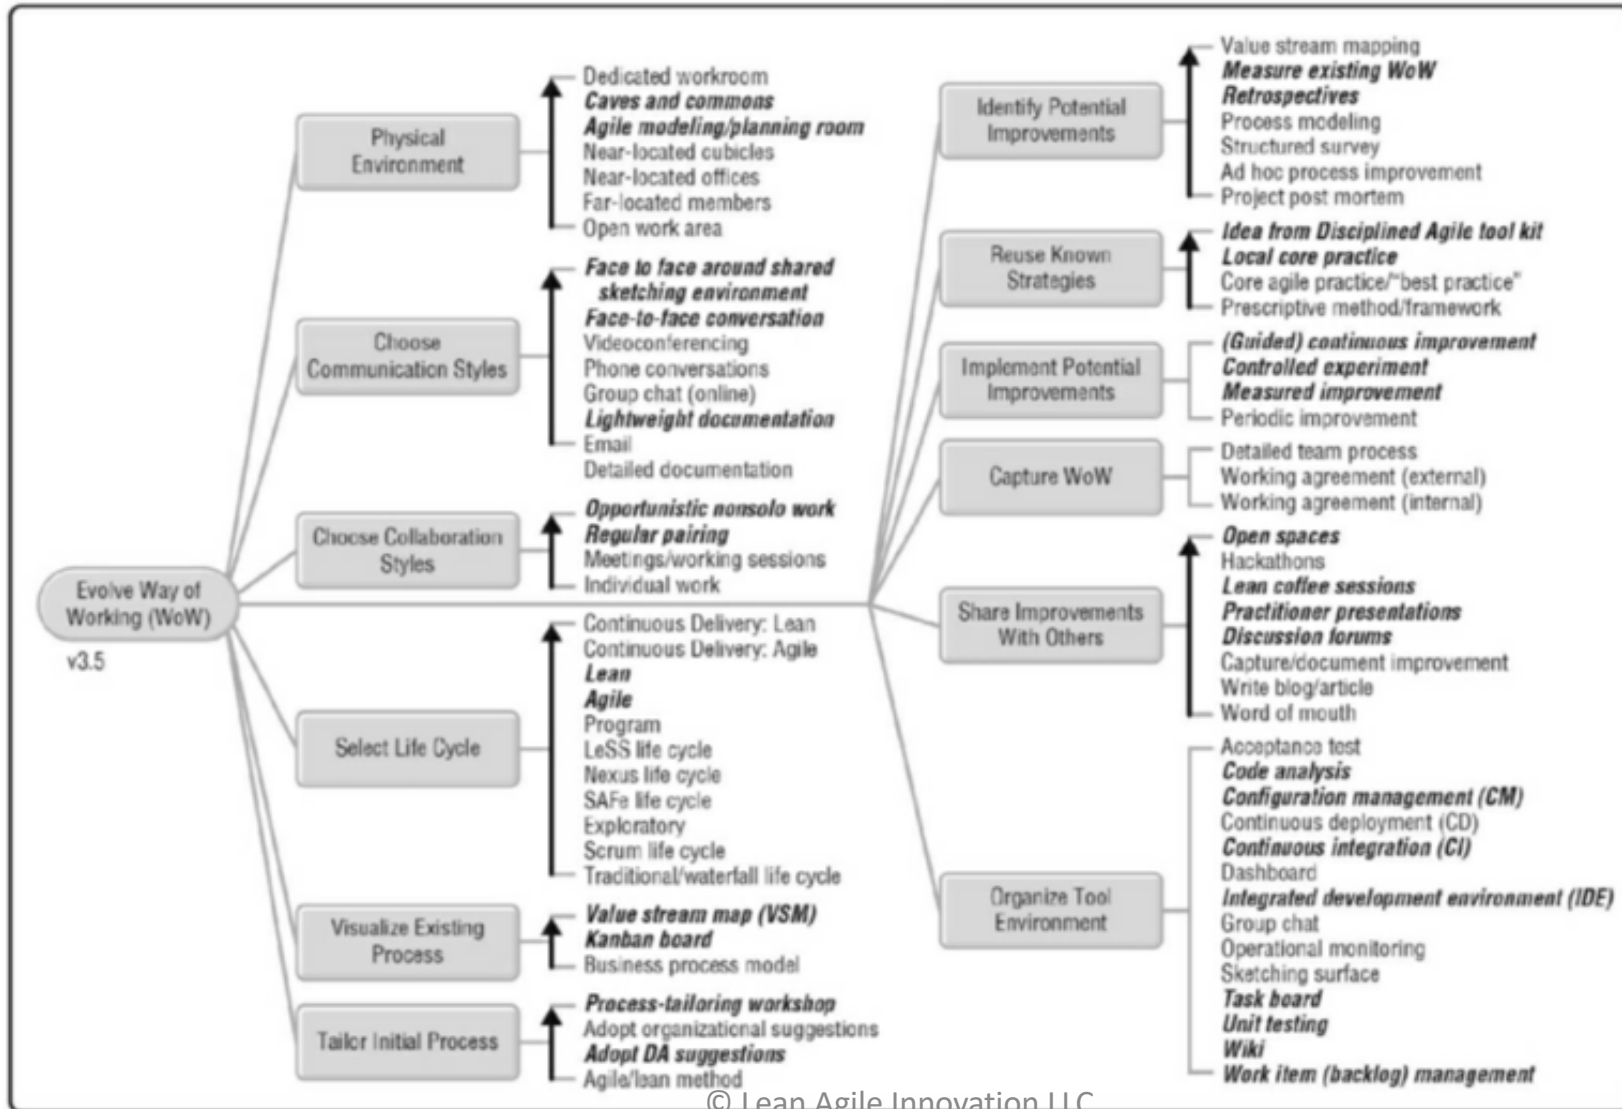 Evolve Way of
Working (WoW)
v3.5
Physical
Environment
Dedicated workroom
Caves and commons
Agile modeling/planning room
Near-located cubicles
Near-located offices
Far-located members
Open work area
Choose
Communication Styles
Face to face around shared
sketching environment
Face-to-face conversation
Videoconferencing
Phone conversations
Group chat (online)
Lightweight documentation
Email
Detailed documentation
Choose Collaboration
Styles
Opportunistic nonsolo work
Regular pairing
Meetings/working sessions
Individual work
Select Life Cycle
Continuous Delivery: Lean
Continuous Delivery: Agile
Lean
Agile
Program
LeSS life cycle
Nexus life cycle
SAFe life cycle
Exploratory
Scrum life cycle
Traditional/waterfall life cycle
Visualize Existing
Process
Value stream map (VSM)
Kanban board
Business process model
Tailor Initial Process
Process-tailoring workshop
Adopt organizational suggestions
Adopt DA suggestions
Agile/lean method
Identify Potential
Improvements
Value stream mapping
Measure existing WoW
Retrospectives
Process modeling
Structured survey
Ad hoc process improvement
Project post mortem
Reuse Known
Strategies
Idea from Disciplined Agile tool kit
Local core practice
Core agile practice/"best practice"
Prescriptive method/framework
Implement Potential
Improvements
(Guided) continuous improvement
Controlled experiment
Measured improvement
Periodic improvement
Capture WoW
Detailed team process
Working agreement (external)
Working agreement (internal)
Share Improvements
With Others
Open spaces
Hackathons
Lean coffee sessions
Practitioner presentations
Discussion forums
Capture/document improvement
Write blog/article
Word of mouth
Organize Tool
Environment
Acceptance test
Code analysis
Configuration management (CM)
Continuous deployment (CD)
Continuous integration (CI)
Dashboard
Integrated development environment (IDE)
Group chat
Operational monitoring
Sketching surface
Task board
Unit testing
Wiki
Work item (backlog) management
© Lean Agile Innovation LLC